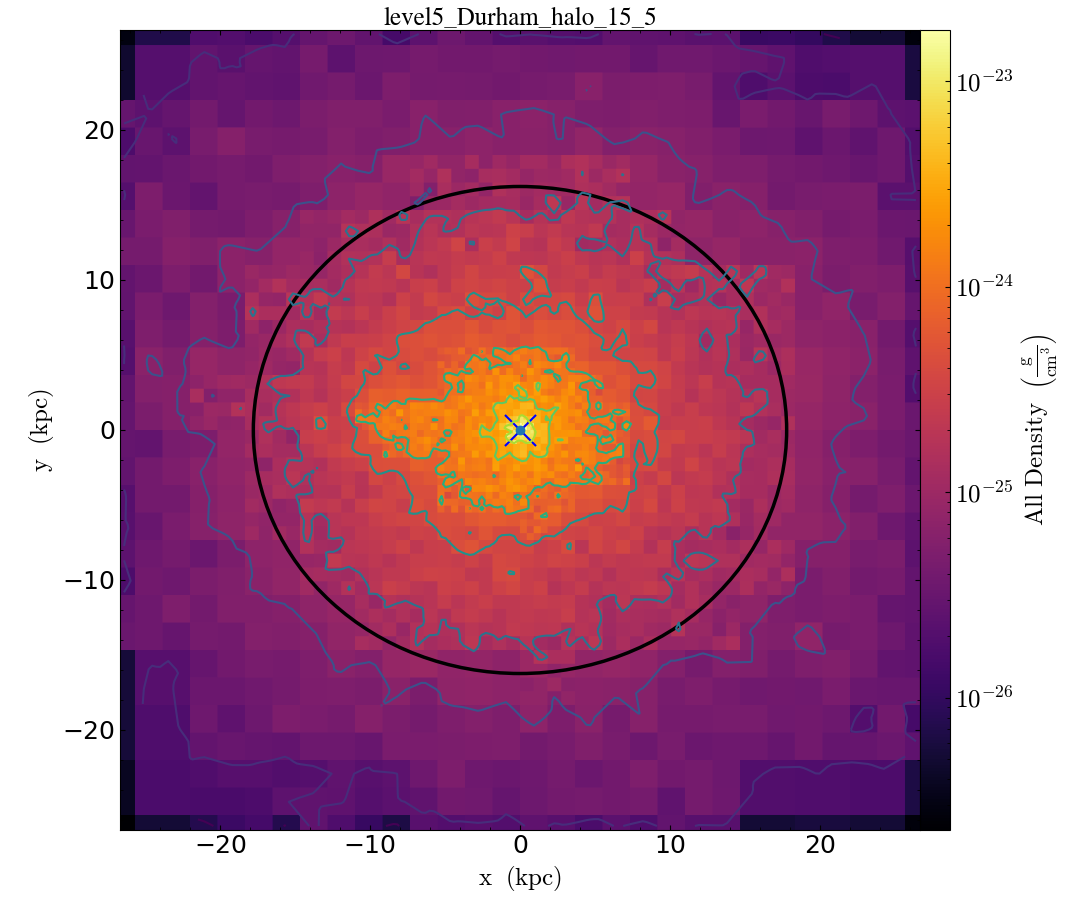 level5_Durham_halo_15_5
20
10
0
−10
−20
y (kpc)
−20 −10 0 10 20
x (kpc)
10^{-23}
10^{-24}
10^{-25}
10^{-26}
All Density (g/cm^3)